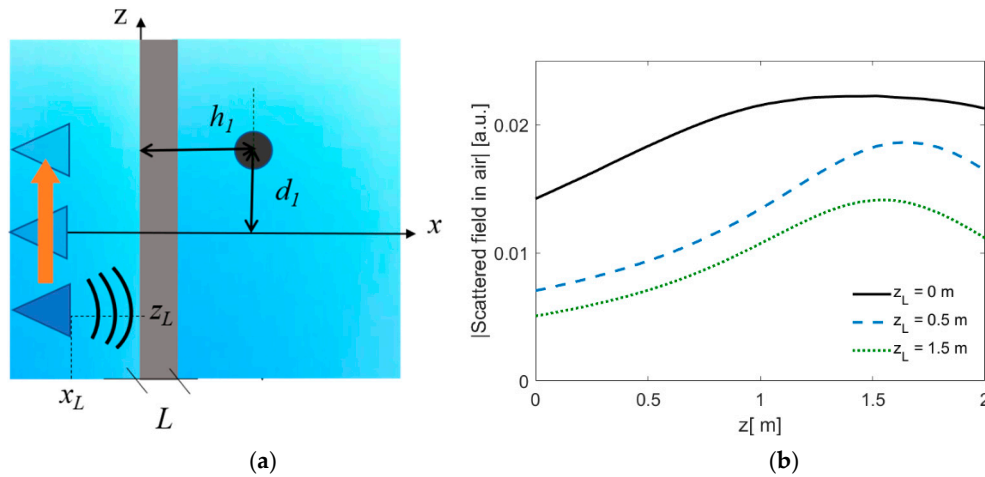 z
h1
d1
x
zL
xL
L
(a)
|Scattered field in air| [a.u.]
0.02
0.01
0
zL = 0 m
zL = 0.5 m
zL = 1.5 m
0 0.5 1 1.5 2
z[ m]
(b)